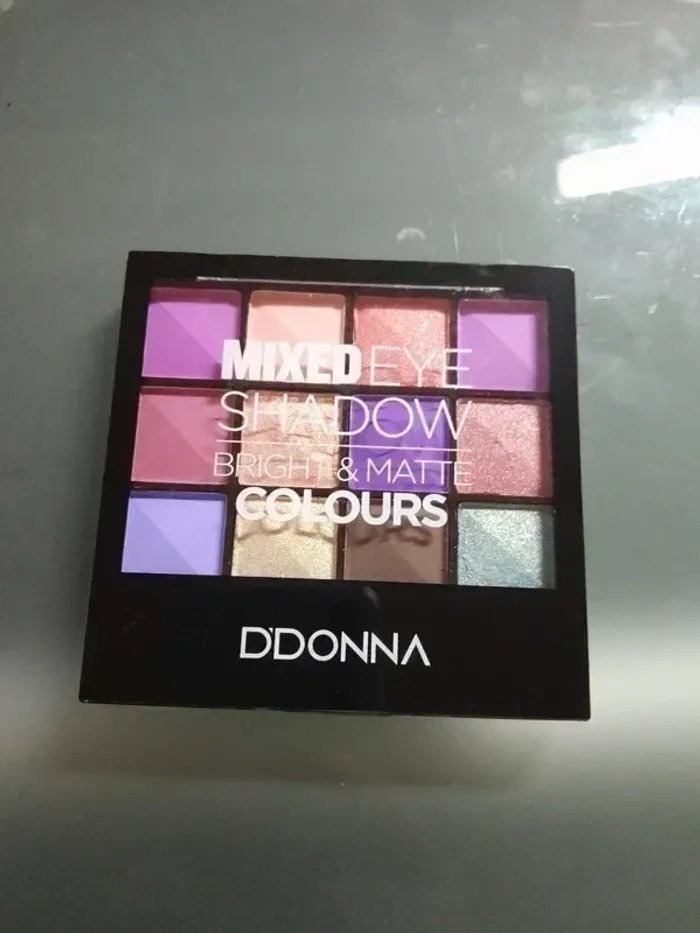 MIXED EYE
SHADOW
BRIGHT & MATTE
COLOURS
D'DONNA